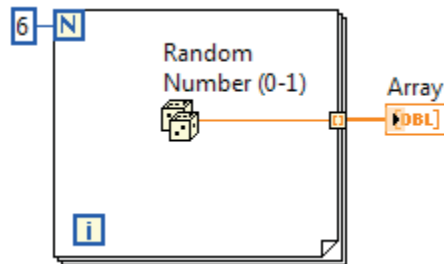 6 N
Random
Number (0-1)
Array
DBL]
i